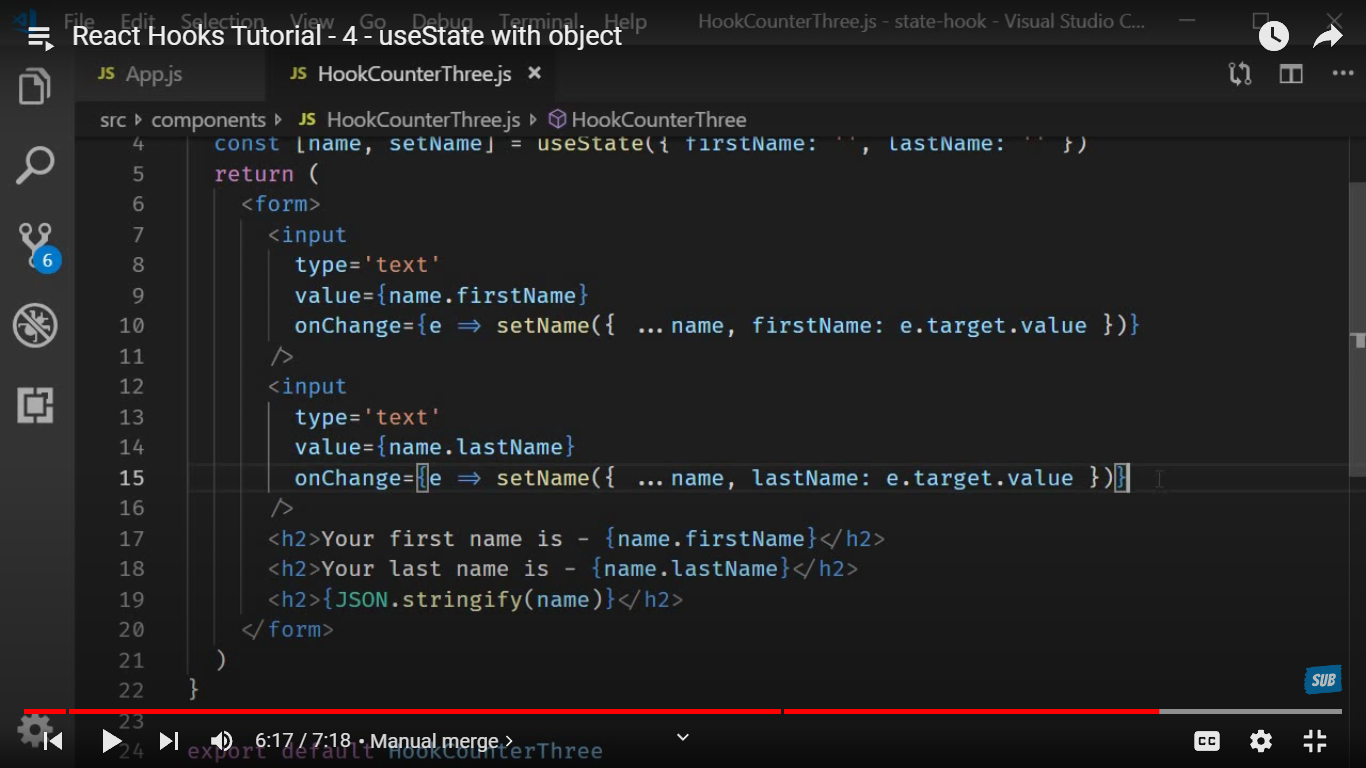 File Edit Selection View Go Debug Terminal Help HookCounterThree.js - state-hook - Visual Studio C...
React Hooks Tutorial - 4 - useState with object
JS App.js JS HookCounterThree.js ×
src components JS HookCounterThree.js HookCounterThree
4 const [name, setName] = useState({ firstName: '', lastName: '' })
5 return (
6 <form>
7 <input
8 type='text'
9 value={name.firstName}
10 onChange={e => setName({ ...name, firstName: e.target.value })}
11 />
12 <input
13 type='text'
14 value={name.lastName}
15 onChange={e => setName({ ...name, lastName: e.target.value })}
16 />
17 <h2>Your first name is - {name.firstName}</h2>
18 <h2>Your last name is - {name.lastName}</h2>
19 <h2>{JSON.stringify(name)}</h2>
20 </form>
21 )
22 }
23
24 export default HookCounterThree
6
SUB
6:17 / 7:18 • Manual merge ›
CC